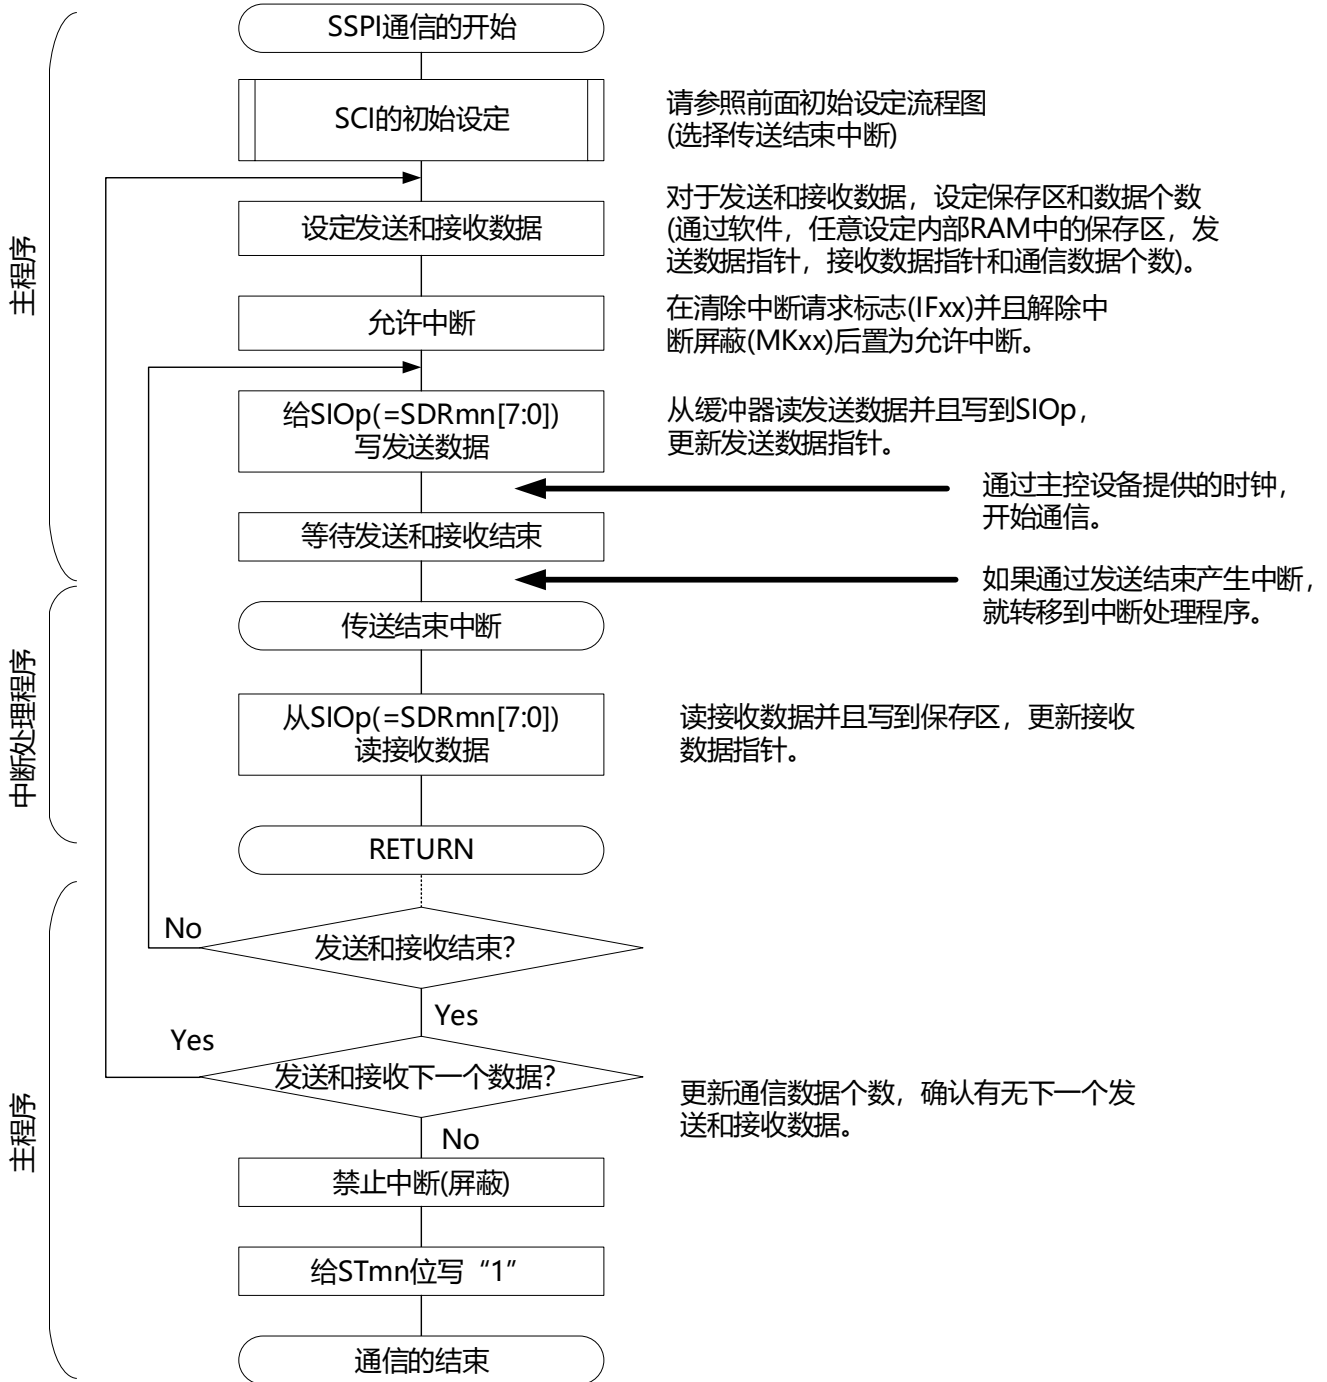 SSPI通信的开始
SCI的初始设定
请参照前面初始设定流程图
(选择传送结束中断)
设定发送和接收数据
对于发送和接收数据，设定保存区和数据个数
(通过软件，任意设定内部RAM中的保存区，发
送数据指针，接收数据指针和通信数据个数)。
主程序
允许中断
在清除中断请求标志(IFxx)并且解除中
断屏蔽(MKxx)后置为允许中断。
给SIOp(=SDRmn[7:0])
写发送数据
从缓冲器读发送数据并且写到SIOp，
更新发送数据指针。
通过主控设备提供的时钟，
开始通信。
等待发送和接收结束
如果通过发送结束产生中断，
就转移到中断处理程序。
传送结束中断
中断处理程序
从SIOp(=SDRmn[7:0])
读接收数据
读接收数据并且写到保存区，更新接收
数据指针。
RETURN
No
发送和接收结束？
Yes
Yes
发送和接收下一个数据？
更新通信数据个数，确认有无下一个发
送和接收数据。
主程序
No
禁止中断(屏蔽)
给STmn位写“1”
通信的结束